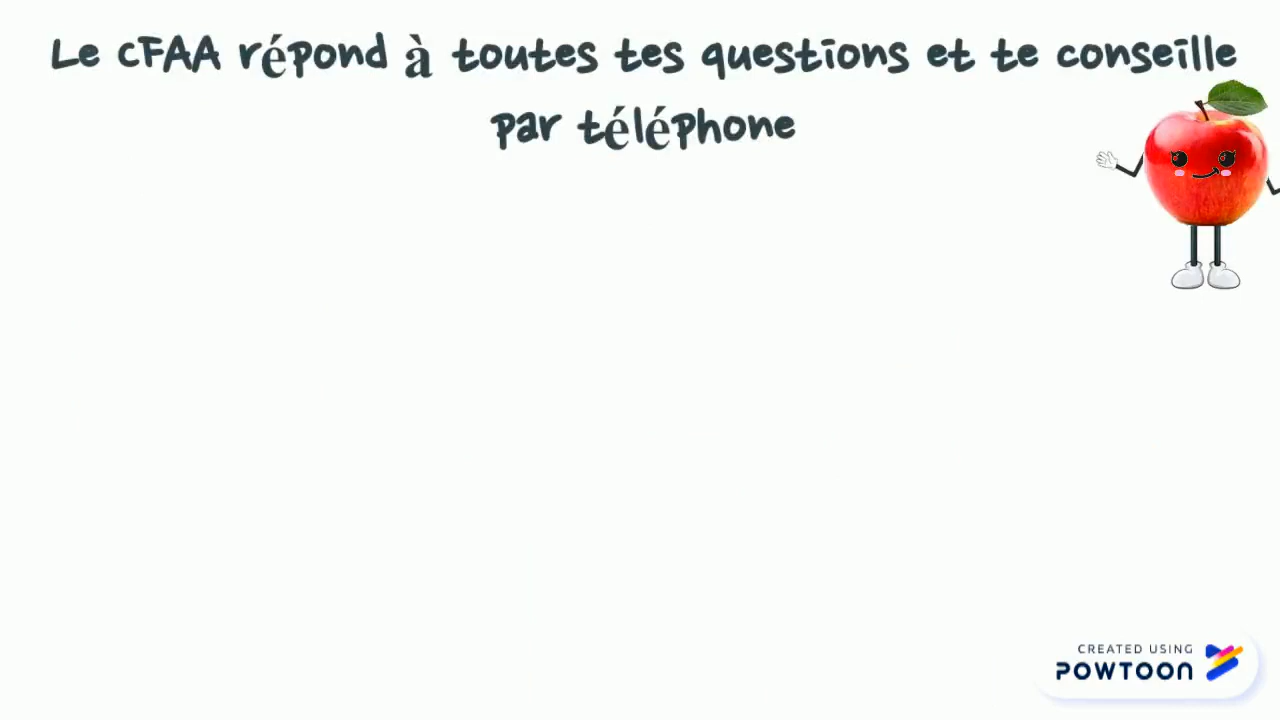 Le cFAA répond à toutes tes questions et te conseille
par téléphone
CREATED USING
POWTOON